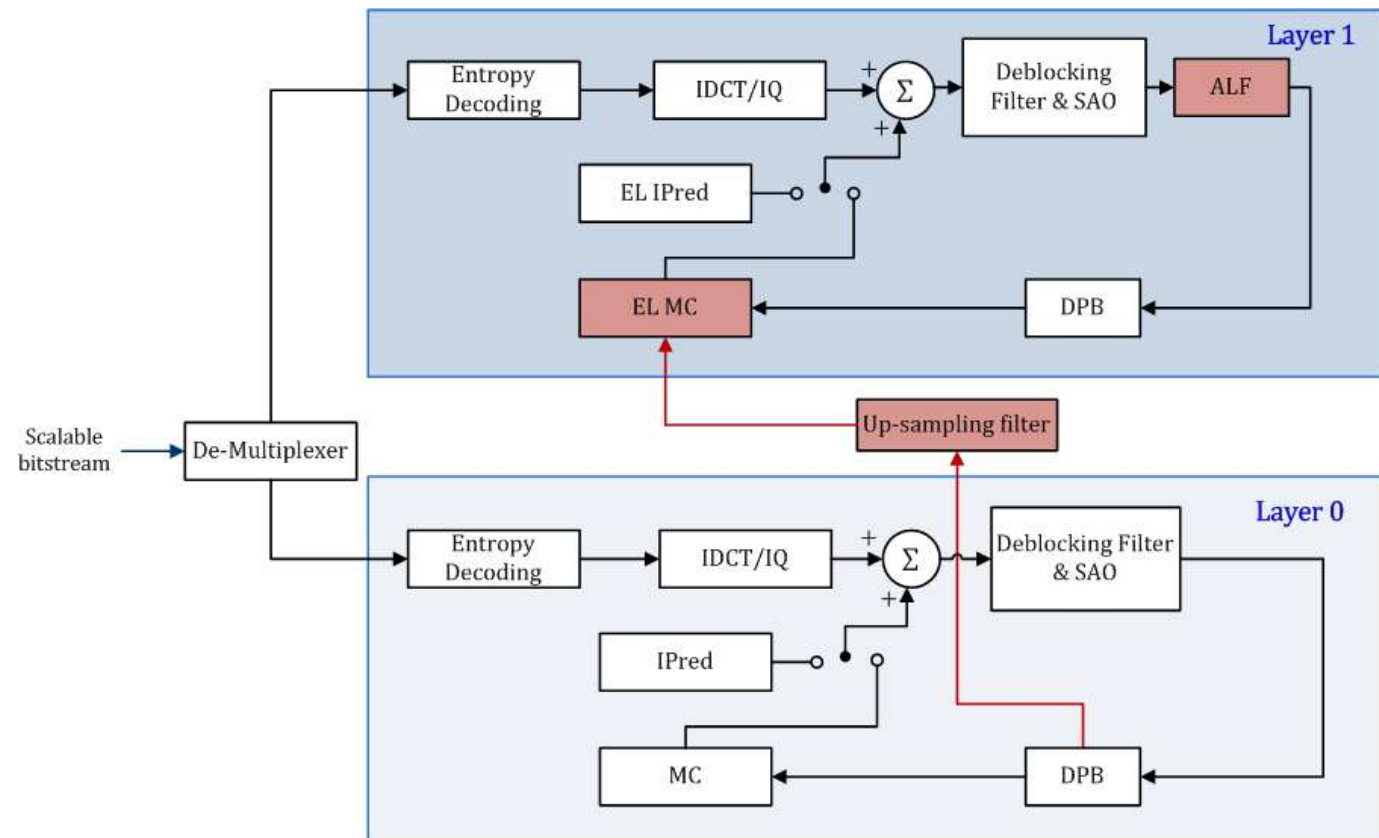 Layer 1
Entropy
Decoding
IDCT/IQ
+
Σ
+
Deblocking
Filter & SAO
ALF
EL IPred
EL MC
DPB
Scalable
bitstream
De-Multiplexer
Up-sampling filter
Layer 0
Entropy
Decoding
IDCT/IQ
+
Σ
+
Deblocking Filter
& SAO
IPred
MC
DPB